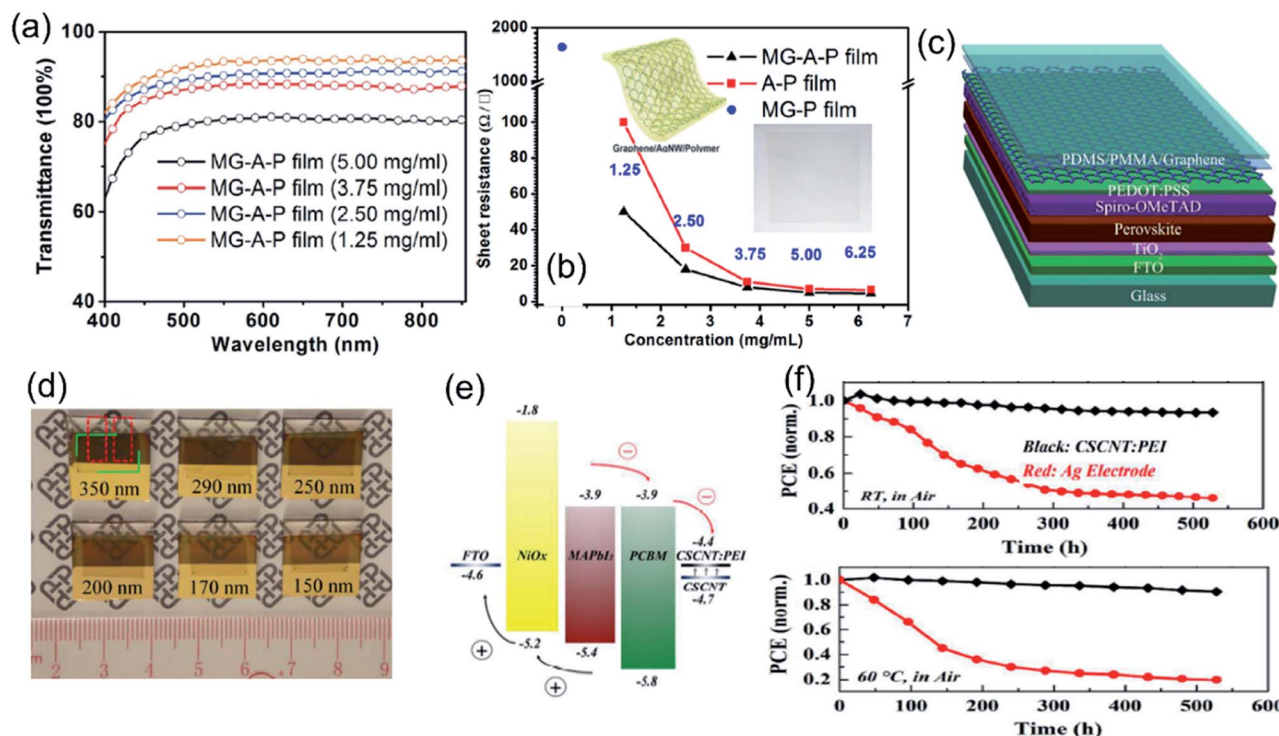 (a)
100
80
60
40
Transmittance (100%)
MG-A-P film (5.00 mg/ml)
MG-A-P film (3.75 mg/ml)
MG-A-P film (2.50 mg/ml)
MG-A-P film (1.25 mg/ml)
400 500 600 700 800
Wavelength (nm)
(b)
2000
1000
100
80
60
40
20
0
Sheet resistance (Ω / □)
MG-A-P film
A-P film
MG-P film
Graphene/AgNW/Polymer
1.25
2.50
3.75
5.00
6.25
0 1 2 3 4 5 6 7
Concentration (mg/mL)
(c)
PDMS/PMMA/Graphene
PEDOT:PSS
Spiro-OMeTAD
Perovskite
TiO2
FTO
Glass
(d)
350 nm 290 nm 250 nm
200 nm 170 nm 150 nm
2 3 4 5 6 7 8 9
(e)
-1.8
-3.9 -3.9
-4.4
FTO NiOx MAPbI3 PCBM CSCNT:PEI
-4.6
CSCNT
-4.7
-5.2
-5.4
-5.8
(f)
1.0
0.8
0.6
0.4
PCE (norm.)
Black: CSCNT:PEI
Red: Ag Electrode
RT, in Air
0 100 200 300 400 500 600
Time (h)
1.0
0.8
0.6
0.4
0.2
PCE (norm.)
60 °C, in Air
0 100 200 300 400 500 600
Time (h)